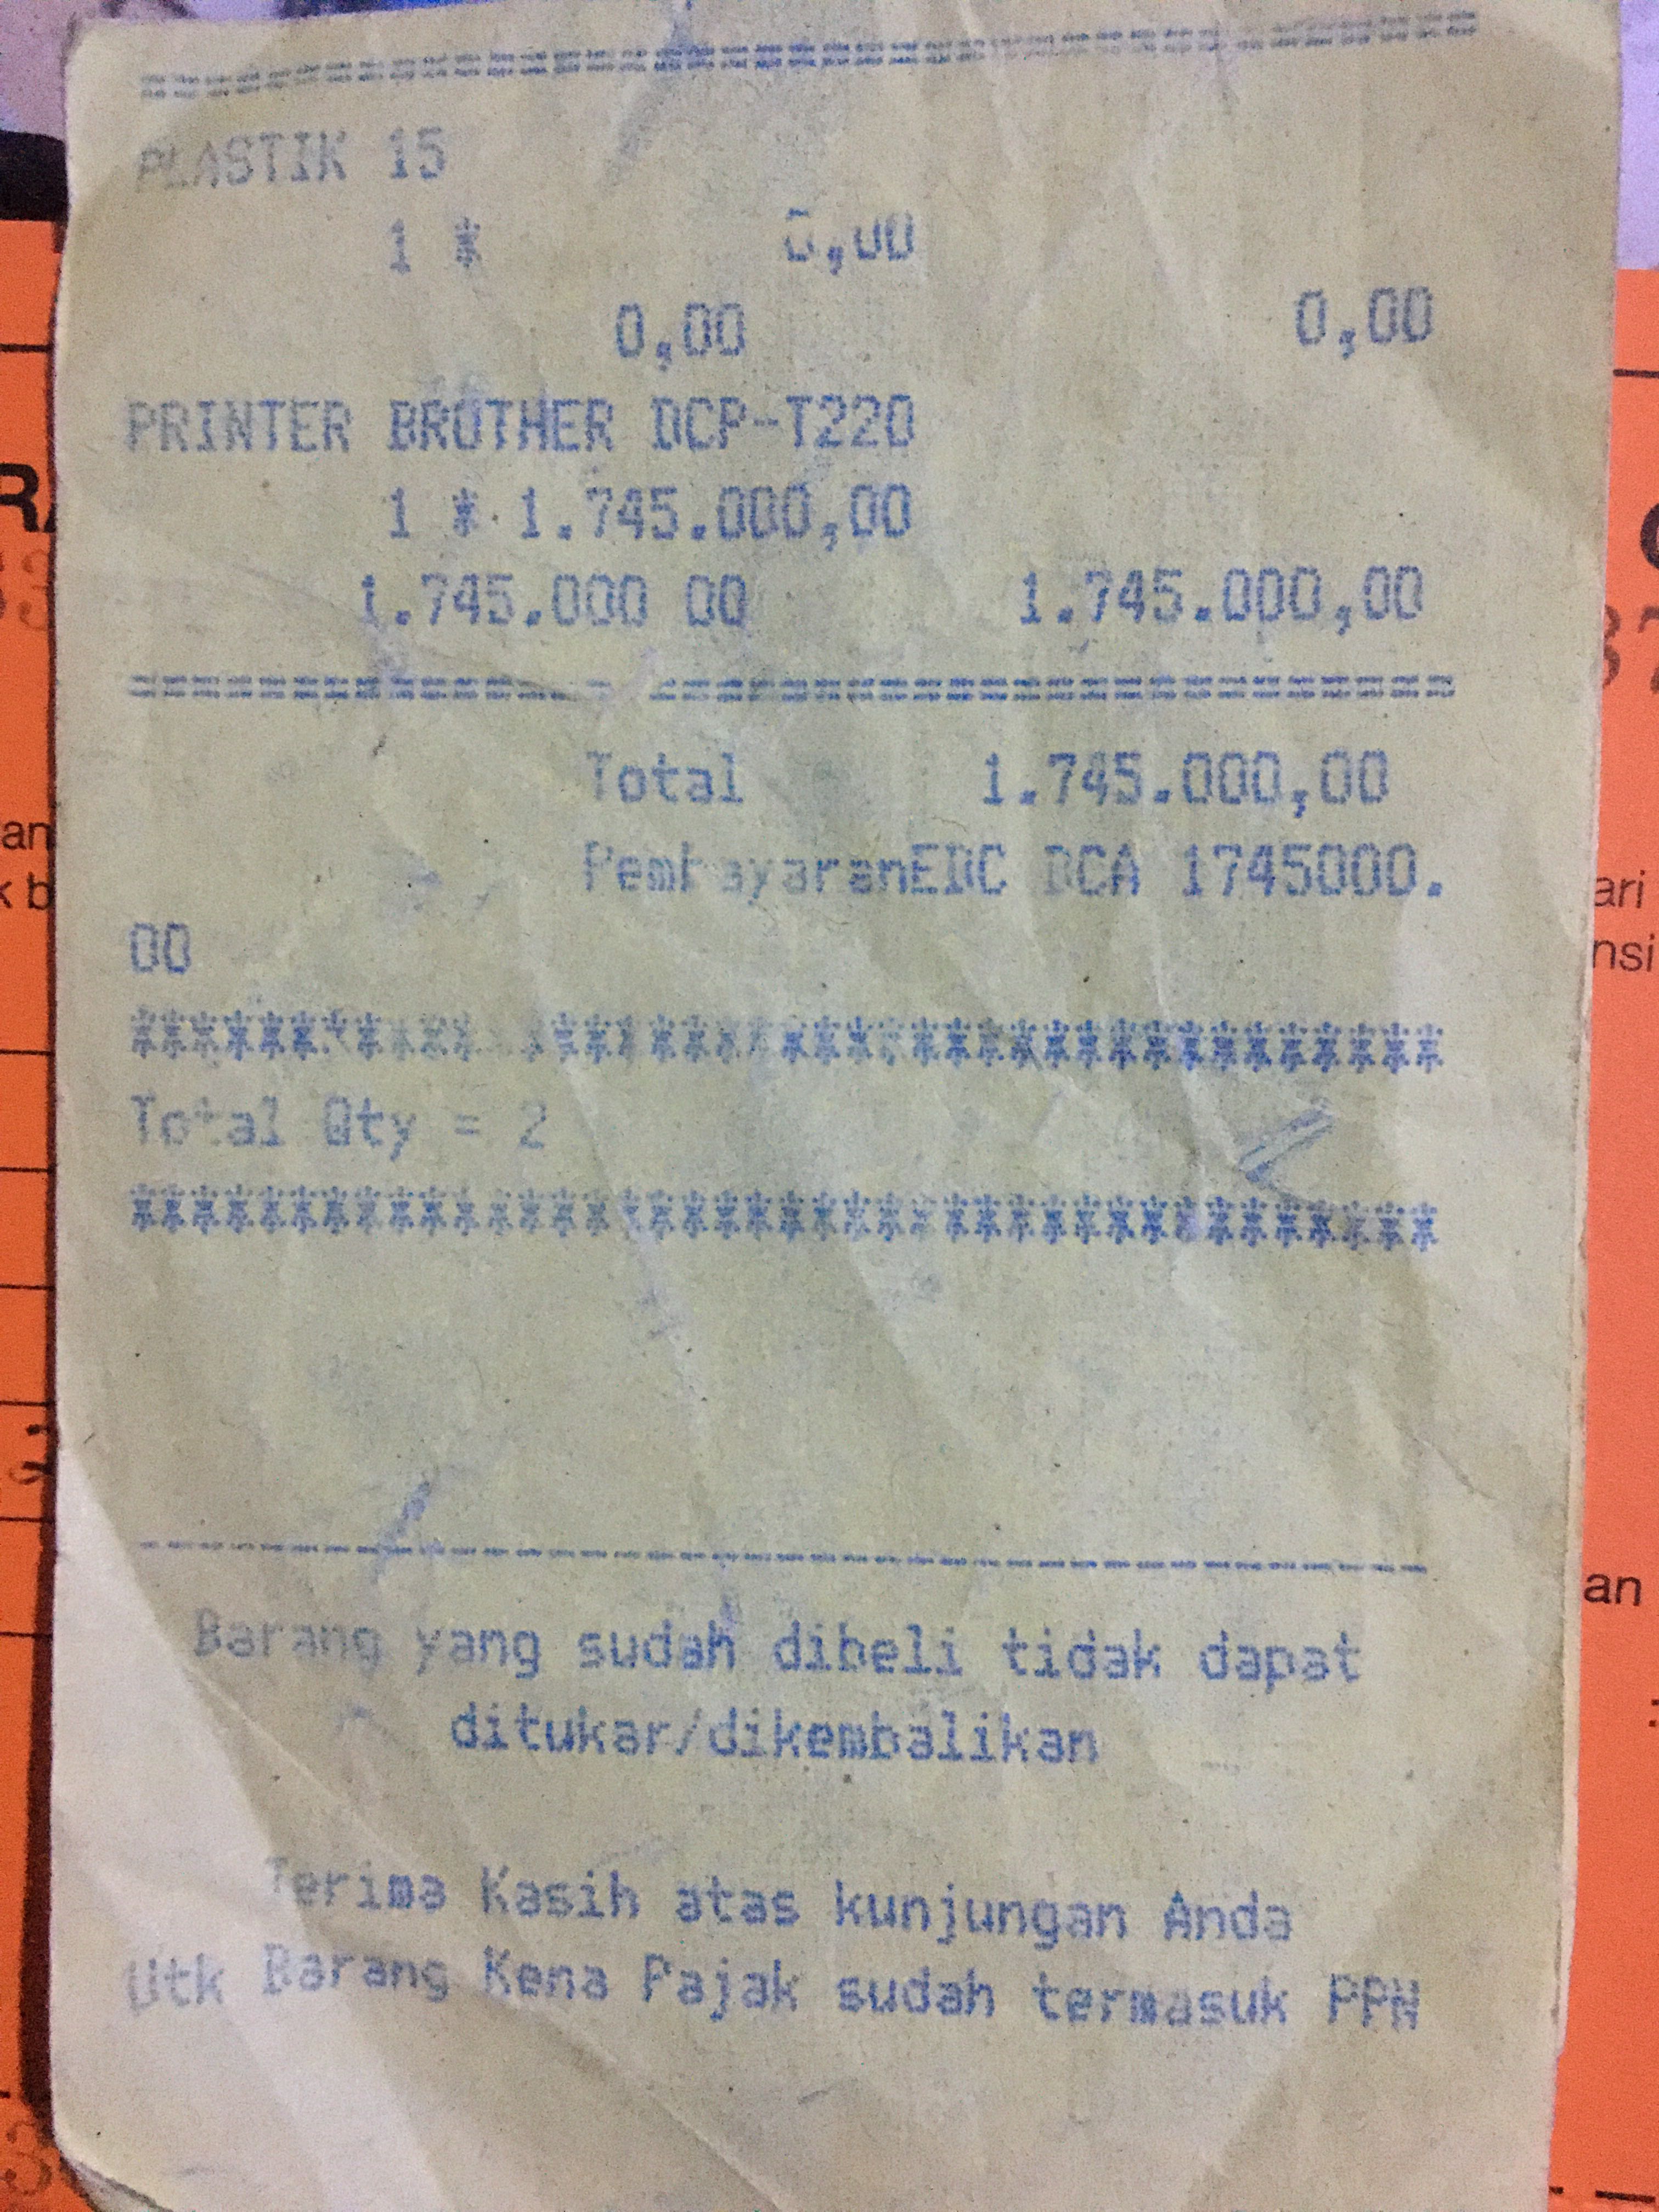 ==========================================
PLASTIK 15
1 * 0,00
0,00 0,00
PRINTER BROTHER DCP-T220
1 * 1.745.000,00
1.745.000 00 1.745.000,00
==========================================
Total 1.745.000,00
PembayaranEDC BCA 1745000.
00
****************************************
Total Qty = 2
****************************************
----------------------------------------
Barang yang sudah dibeli tidak dapat
ditukar/dikembalikan
Terima Kasih atas kunjungan Anda
Utk Barang Kena Pajak sudah termasuk PPN